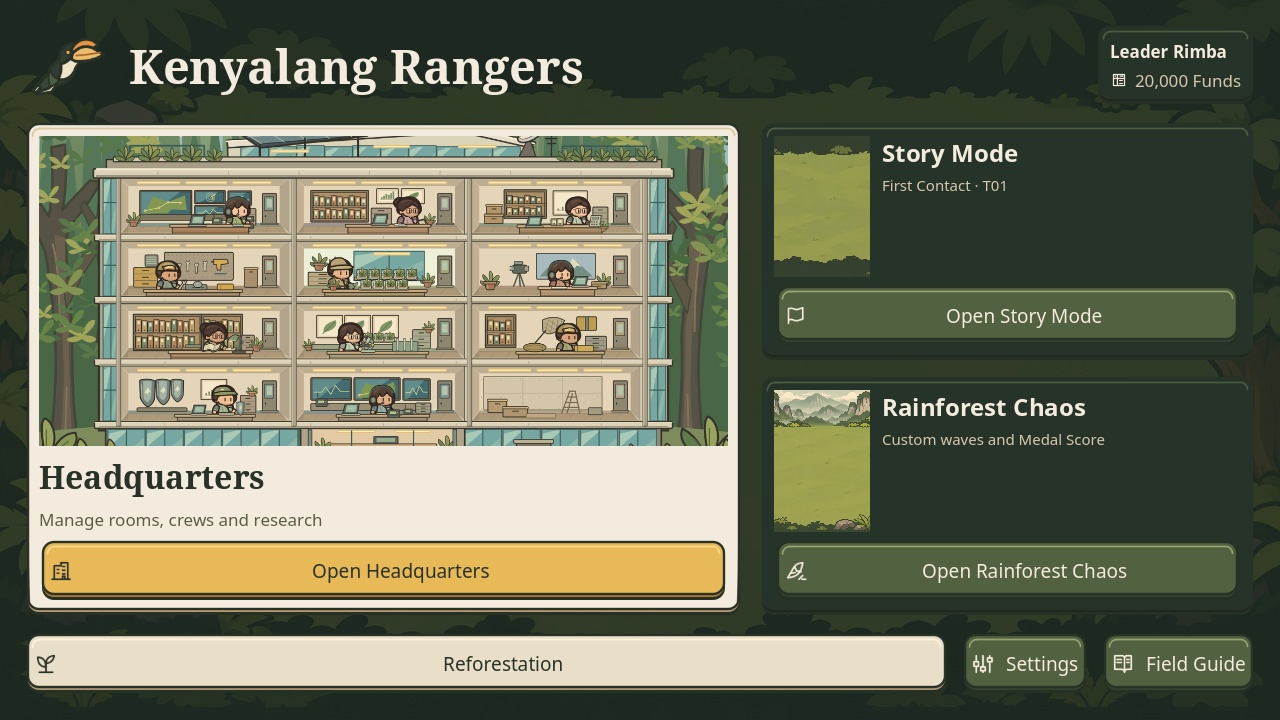 Kenyalang Rangers
Leader Rimba
20,000 Funds
Headquarters
Manage rooms, crews and research
Open Headquarters
Story Mode
First Contact · T01
Open Story Mode
Rainforest Chaos
Custom waves and Medal Score
Open Rainforest Chaos
Reforestation
Settings
Field Guide